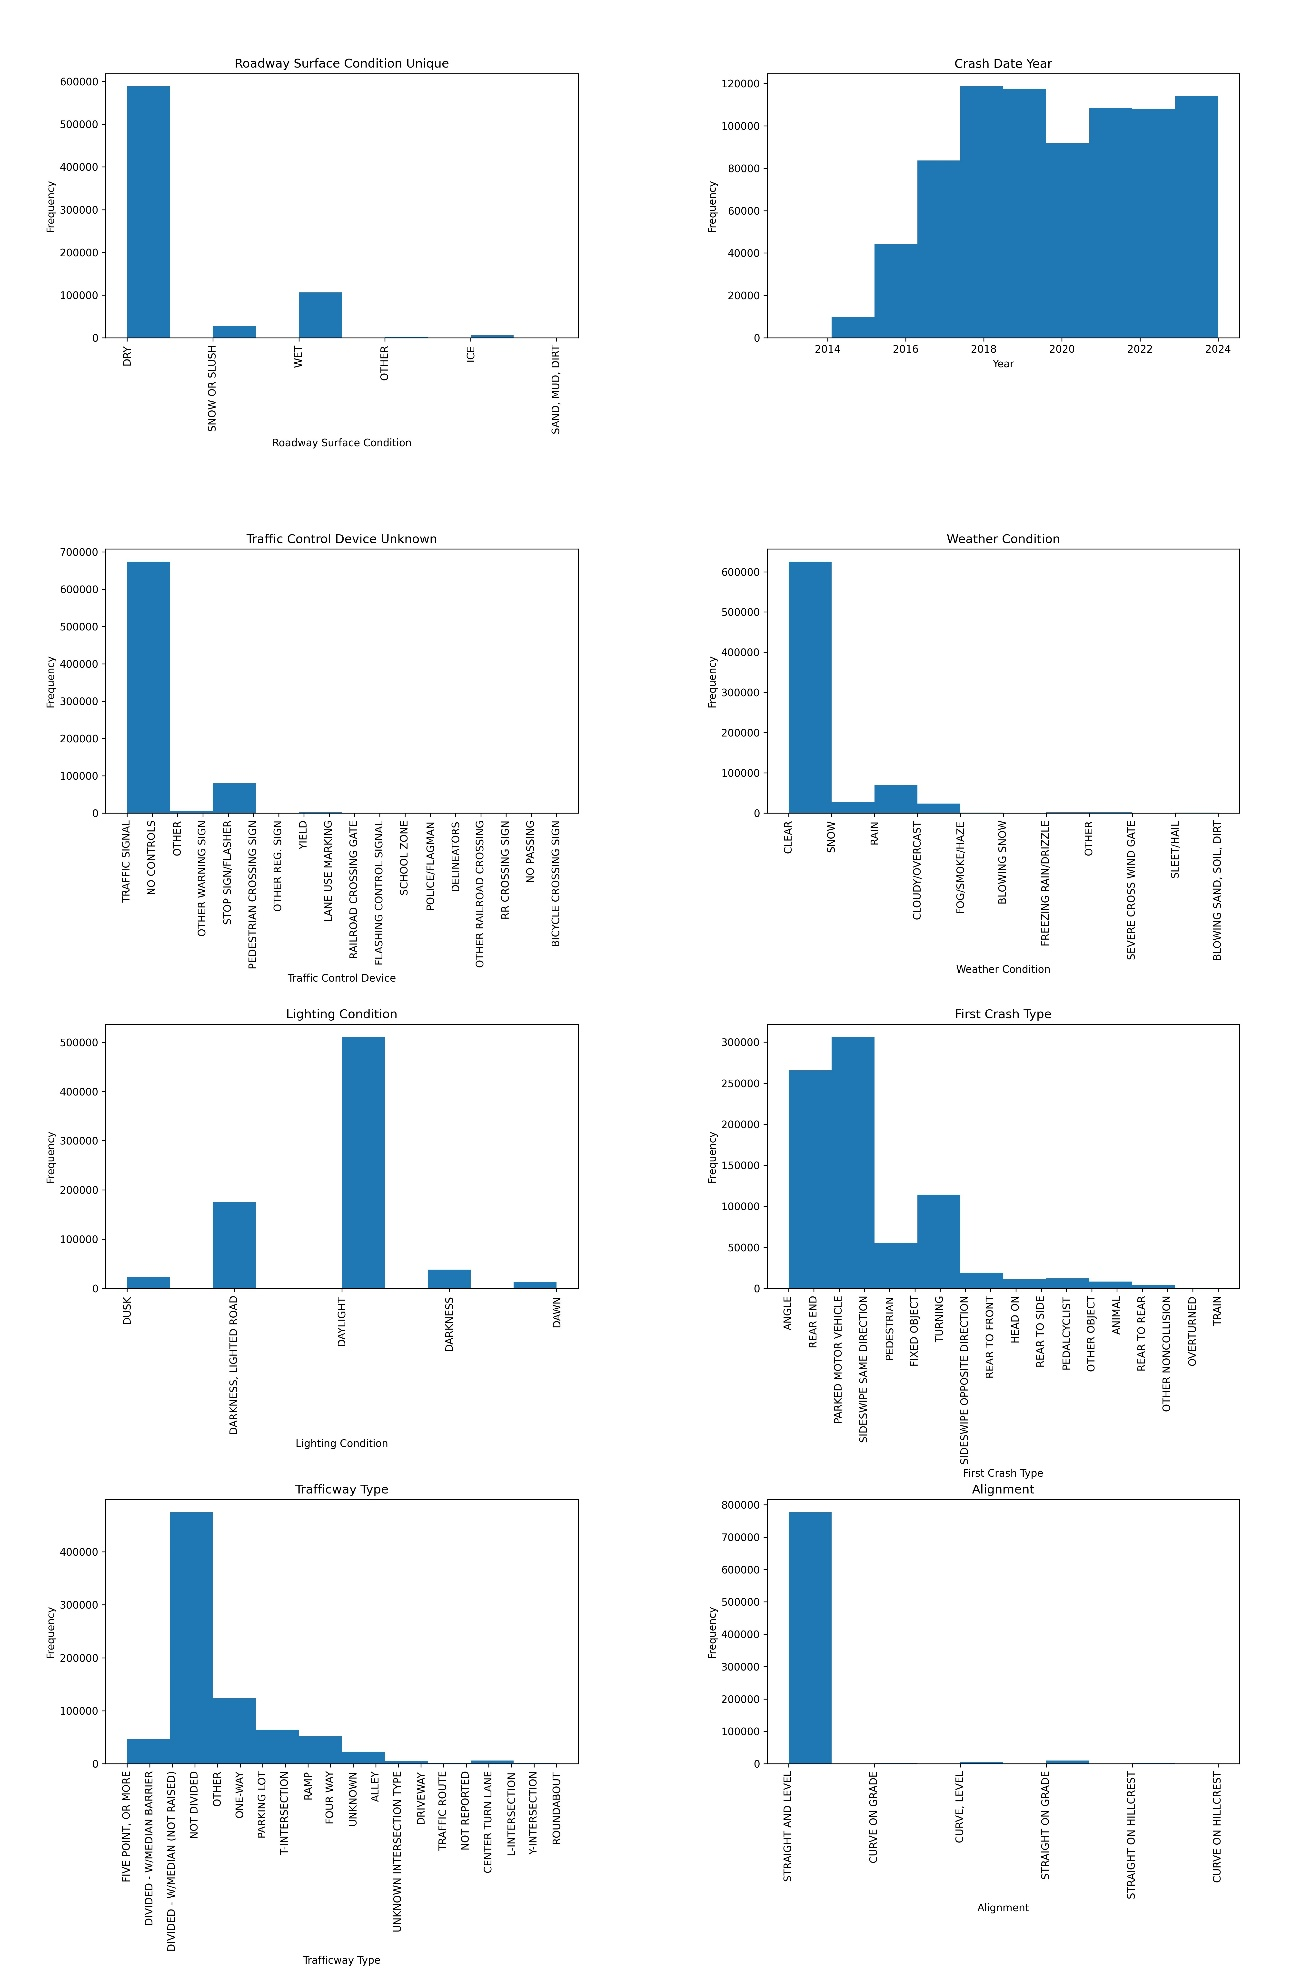 Roadway Surface Condition Unique
600000
500000
400000
300000
200000
100000
0
Frequency
DRY
SNOW OR SLUSH
WET
OTHER
ICE
SAND, MUD, DIRT
Roadway Surface Condition
Crash Date Year
120000
100000
80000
60000
40000
20000
0
Frequency
2014
2016
2018
2020
2022
2024
Year
Traffic Control Device Unknown
700000
600000
500000
400000
300000
200000
100000
0
Frequency
TRAFFIC SIGNAL
NO CONTROLS
OTHER
OTHER WARNING SIGN
STOP SIGN/FLASHER
PEDESTRIAN CROSSING SIGN
OTHER REG. SIGN
YIELD
LANE USE MARKING
RAILROAD CROSSING GATE
FLASHING CONTROL SIGNAL
SCHOOL ZONE
POLICE/FLAGMAN
DELINEATORS
OTHER RAILROAD CROSSING
RR CROSSING SIGN
NO PASSING
BICYCLE CROSSING SIGN
Traffic Control Device
Weather Condition
600000
500000
400000
300000
200000
100000
0
Frequency
CLEAR
SNOW
RAIN
CLOUDY/OVERCAST
FOG/SMOKE/HAZE
BLOWING SNOW
FREEZING RAIN/DRIZZLE
OTHER
SEVERE CROSS WIND GATE
SLEET/HAIL
BLOWING SAND, SOIL, DIRT
Weather Condition
Lighting Condition
500000
400000
300000
200000
100000
0
Frequency
DUSK
DARKNESS, LIGHTED ROAD
DAYLIGHT
DARKNESS
DAWN
Lighting Condition
First Crash Type
300000
250000
200000
150000
100000
50000
0
Frequency
ANGLE
REAR END
PARKED MOTOR VEHICLE
SIDESWIPE SAME DIRECTION
PEDESTRIAN
FIXED OBJECT
TURNING
SIDESWIPE OPPOSITE DIRECTION
REAR TO FRONT
HEAD ON
REAR TO SIDE
PEDALCYCLIST
OTHER OBJECT
ANIMAL
REAR TO REAR
OTHER NONCOLLISION
OVERTURNED
TRAIN
First Crash Type
Trafficway Type
400000
300000
200000
100000
0
Frequency
FIVE POINT, OR MORE
DIVIDED - W/MEDIAN BARRIER
DIVIDED - W/MEDIAN (NOT RAISED)
NOT DIVIDED
OTHER
ONE-WAY
PARKING LOT
T-INTERSECTION
RAMP
FOUR WAY
UNKNOWN
ALLEY
UNKNOWN INTERSECTION TYPE
DRIVEWAY
TRAFFIC ROUTE
NOT REPORTED
CENTER TURN LANE
L-INTERSECTION
Y-INTERSECTION
ROUNDABOUT
Trafficway Type
Alignment
800000
700000
600000
500000
400000
300000
200000
100000
0
Frequency
STRAIGHT AND LEVEL
CURVE ON GRADE
CURVE, LEVEL
STRAIGHT ON GRADE
STRAIGHT ON HILLCREST
CURVE ON HILLCREST
Alignment